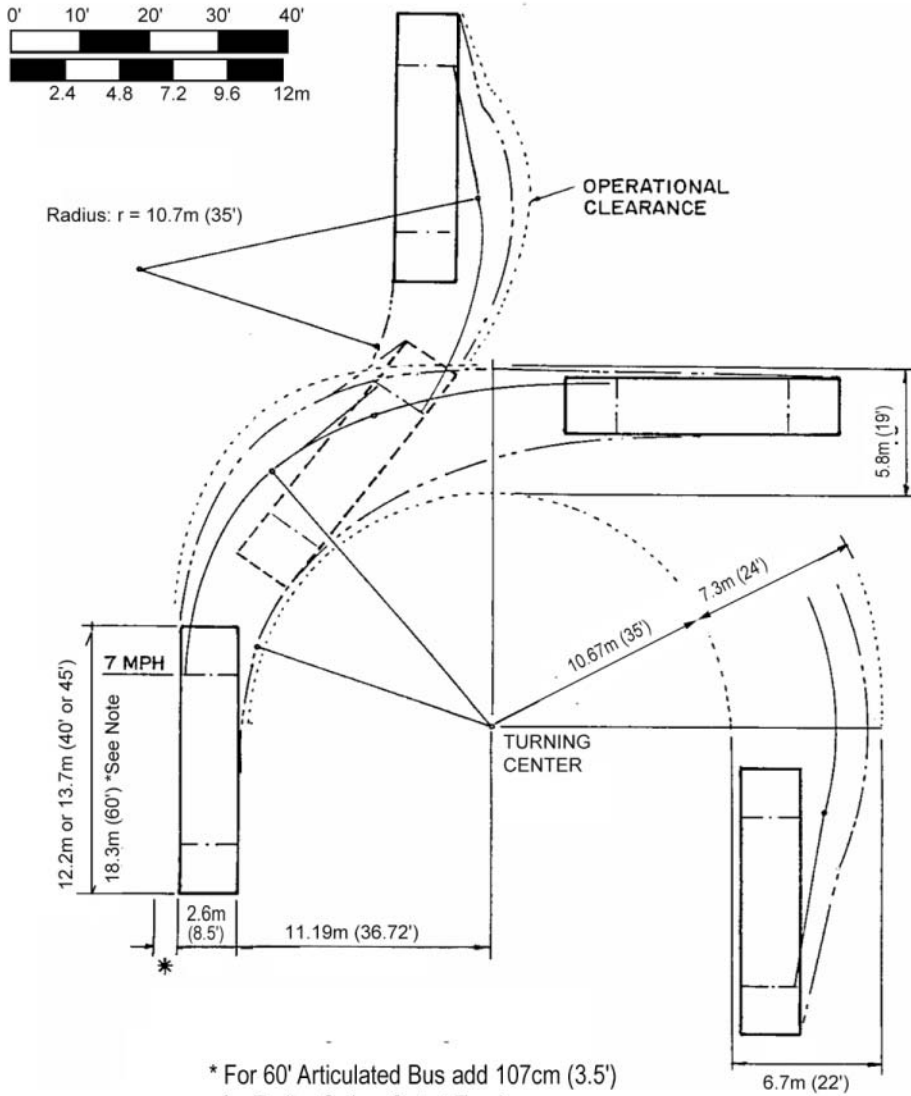 0' 10' 20' 30' 40'
2.4 4.8 7.2 9.6 12m
OPERATIONAL
CLEARANCE
Radius: r = 10.7m (35')
5.8m (19')
7.3m (24')
10.67m (35')
7 MPH
12.2m or 13.7m (40' or 45')
18.3m (60') *See Note
TURNING
CENTER
2.6m
(8.5')
11.19m (36.72')
*
6.7m (22')
* For 60' Articulated Bus add 107cm (3.5')